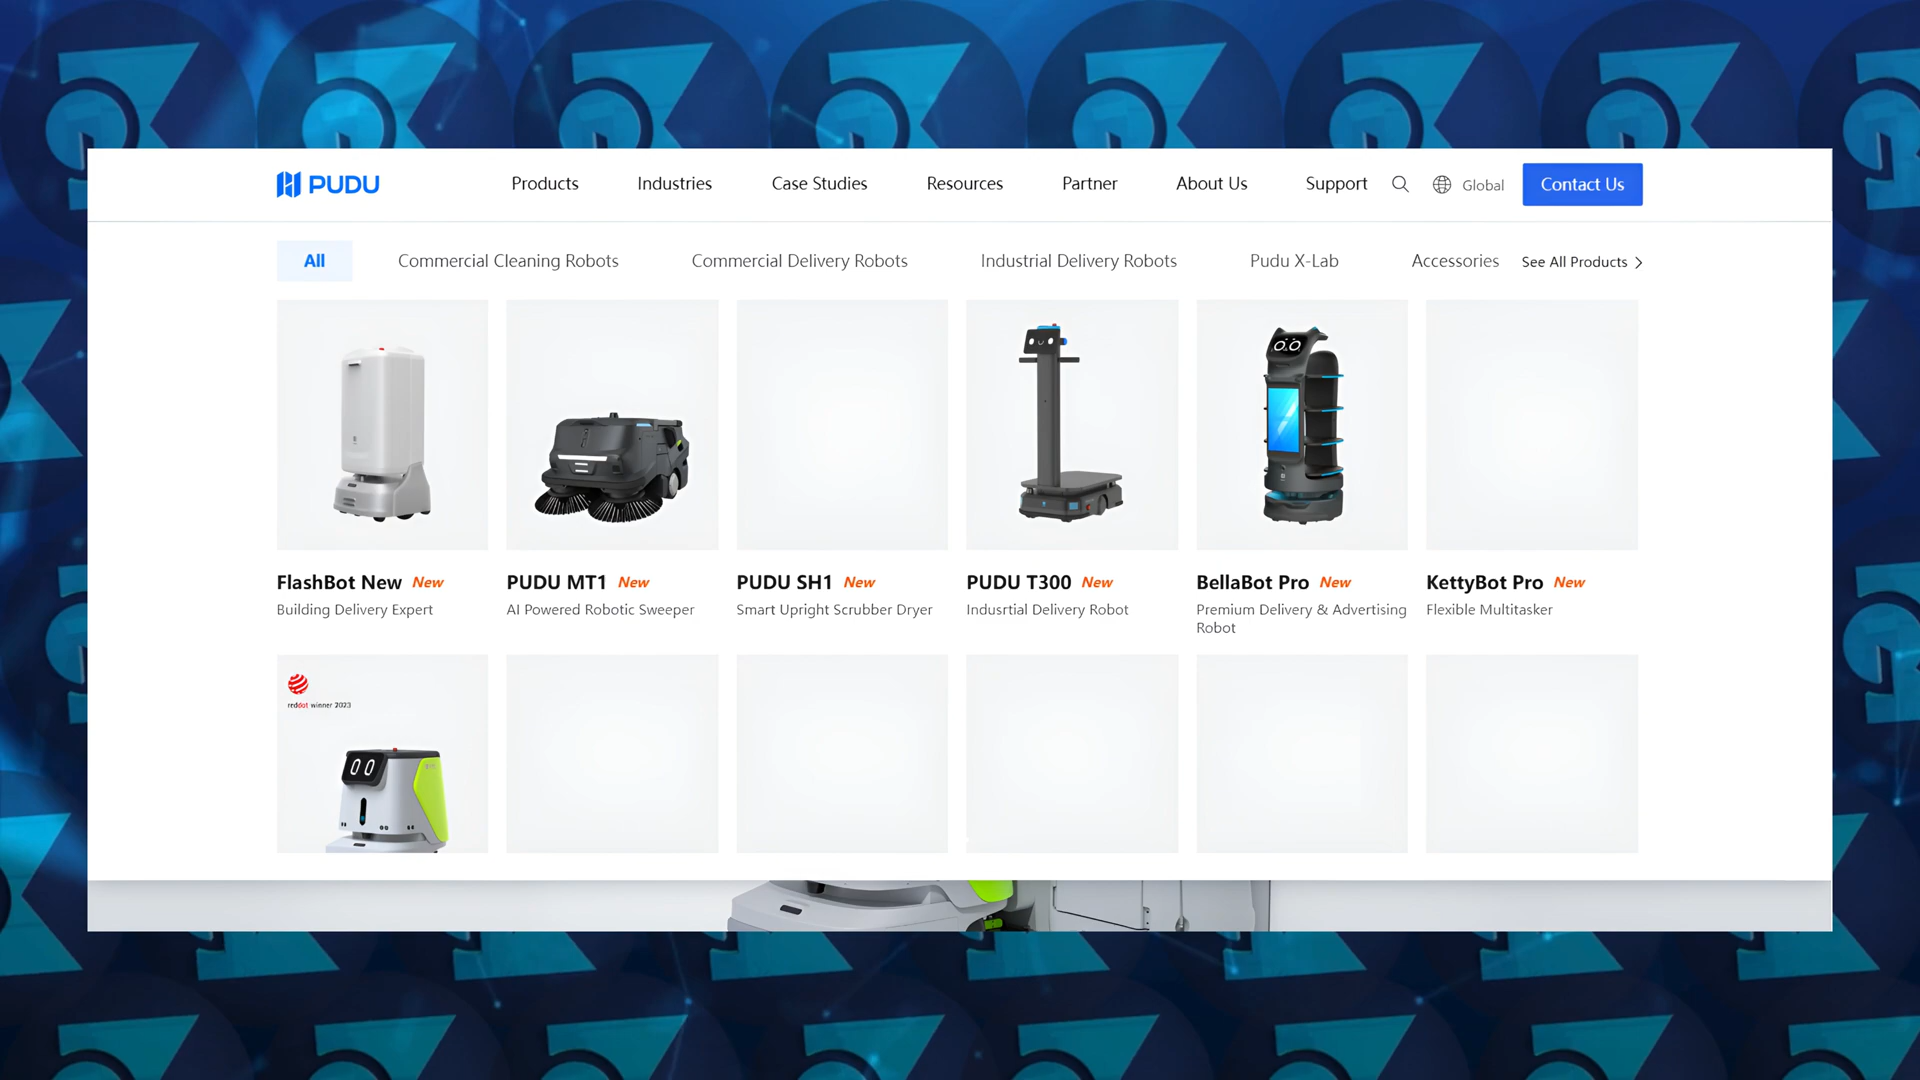 PUDU
Products Industries Case Studies Resources Partner About Us Support Global Contact Us
All Commercial Cleaning Robots Commercial Delivery Robots Industrial Delivery Robots Pudu X-Lab Accessories See All Products
FlashBot New New
Building Delivery Expert
PUDU MT1 New
AI Powered Robotic Sweeper
PUDU SH1 New
Smart Upright Scrubber Dryer
PUDU T300 New
Indusrtial Delivery Robot
BellaBot Pro New
Premium Delivery & Advertising
Robot
KettyBot Pro New
Flexible Multitasker
reddot winner 2023